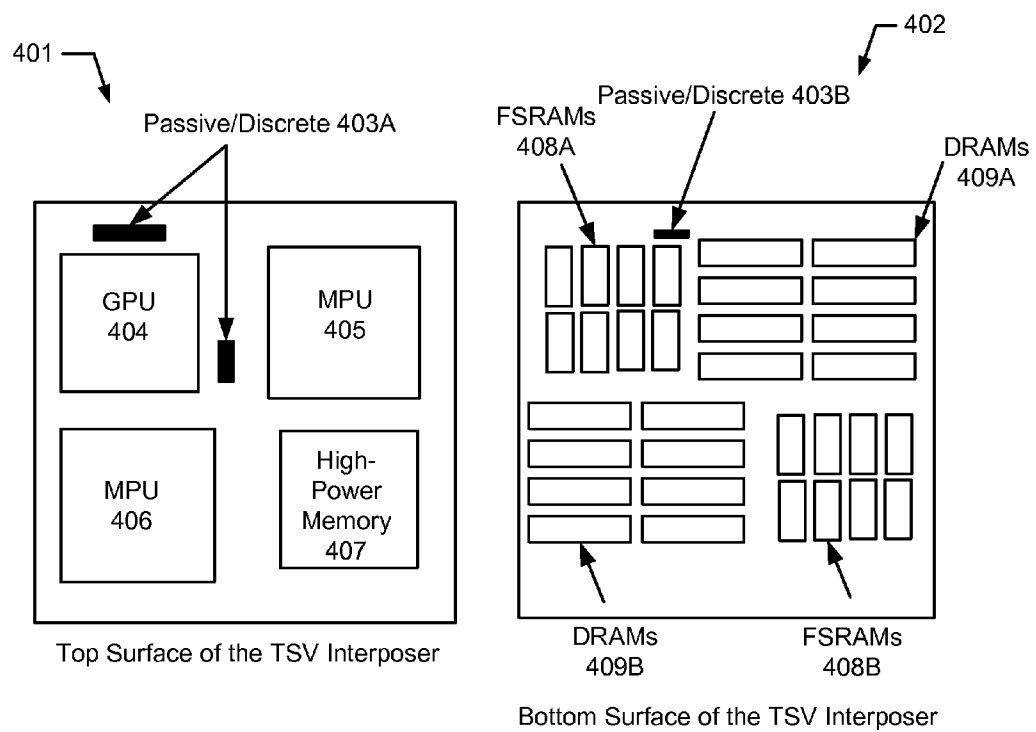 401
402
Passive/Discrete 403A
Passive/Discrete 403B
FSRAMs
408A
DRAMs
409A
GPU
404
MPU
405
MPU
406
High-
Power
Memory
407
Top Surface of the TSV Interposer
DRAMs
409B
FSRAMs
408B
Bottom Surface of the TSV Interposer